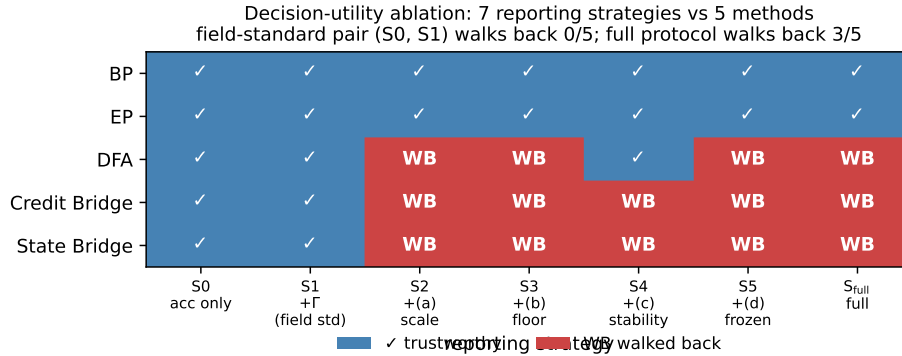 Decision-utility ablation: 7 reporting strategies vs 5 methods
field-standard pair (S0, S1) walks back 0/5; full protocol walks back 3/5
BP ✓ ✓ ✓ ✓ ✓ ✓ ✓
EP ✓ ✓ ✓ ✓ ✓ ✓ ✓
DFA ✓ ✓ WB WB ✓ WB WB
Credit Bridge ✓ ✓ WB WB WB WB WB
State Bridge ✓ ✓ WB WB WB WB WB
S0 S1 S2 S3 S4 S5 S_full
acc only +Γ +(a) +(b) +(c) +(d) full
(field std) scale floor stability frozen
reporting strategy
✓ trustworthy WB walked back